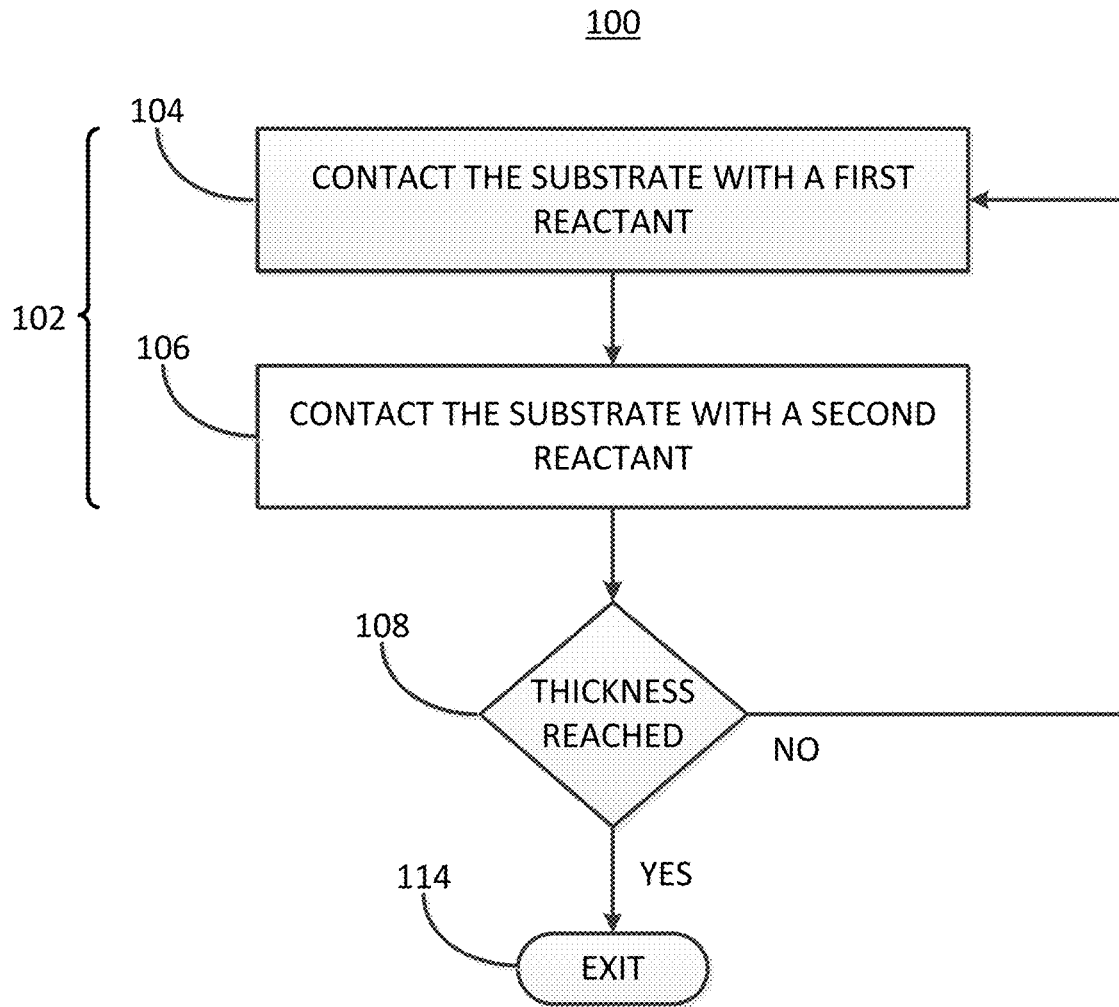 100
104
CONTACT THE SUBSTRATE WITH A FIRST
REACTANT
102
106
CONTACT THE SUBSTRATE WITH A SECOND
REACTANT
108
THICKNESS
REACHED
NO
YES
114
EXIT